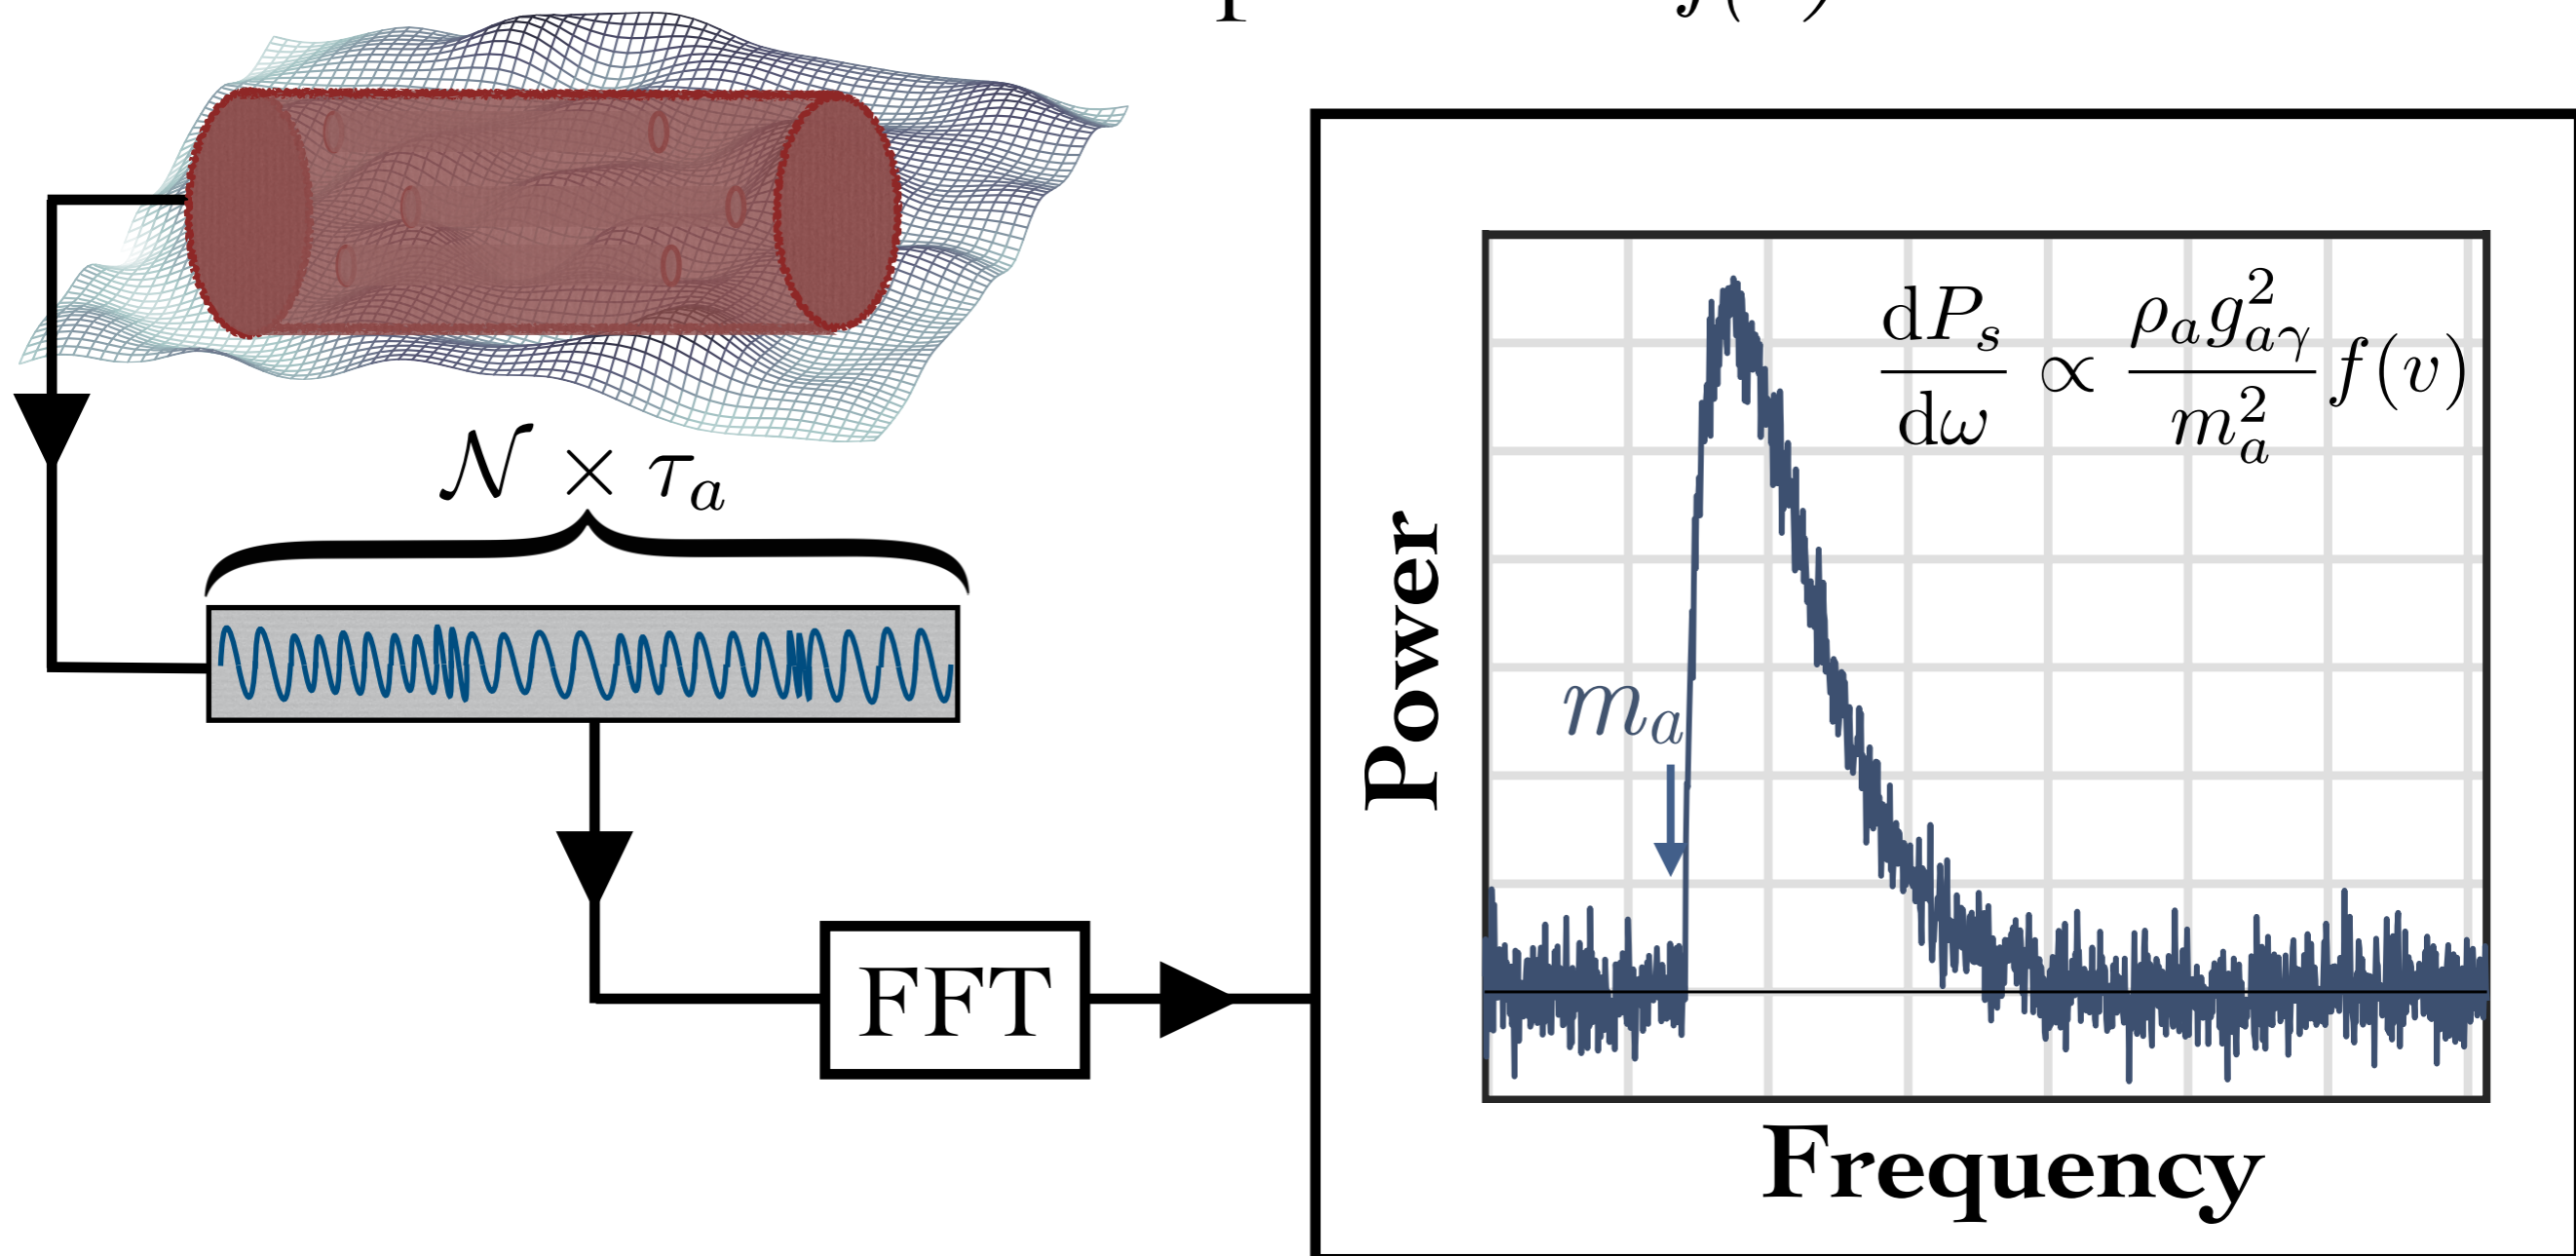 f(
N × τ_a
dP_s/dω ∝ ρ_a g_{aγ}^2/m_a^2 f(v)
m_a
Power
FFT
Frequency